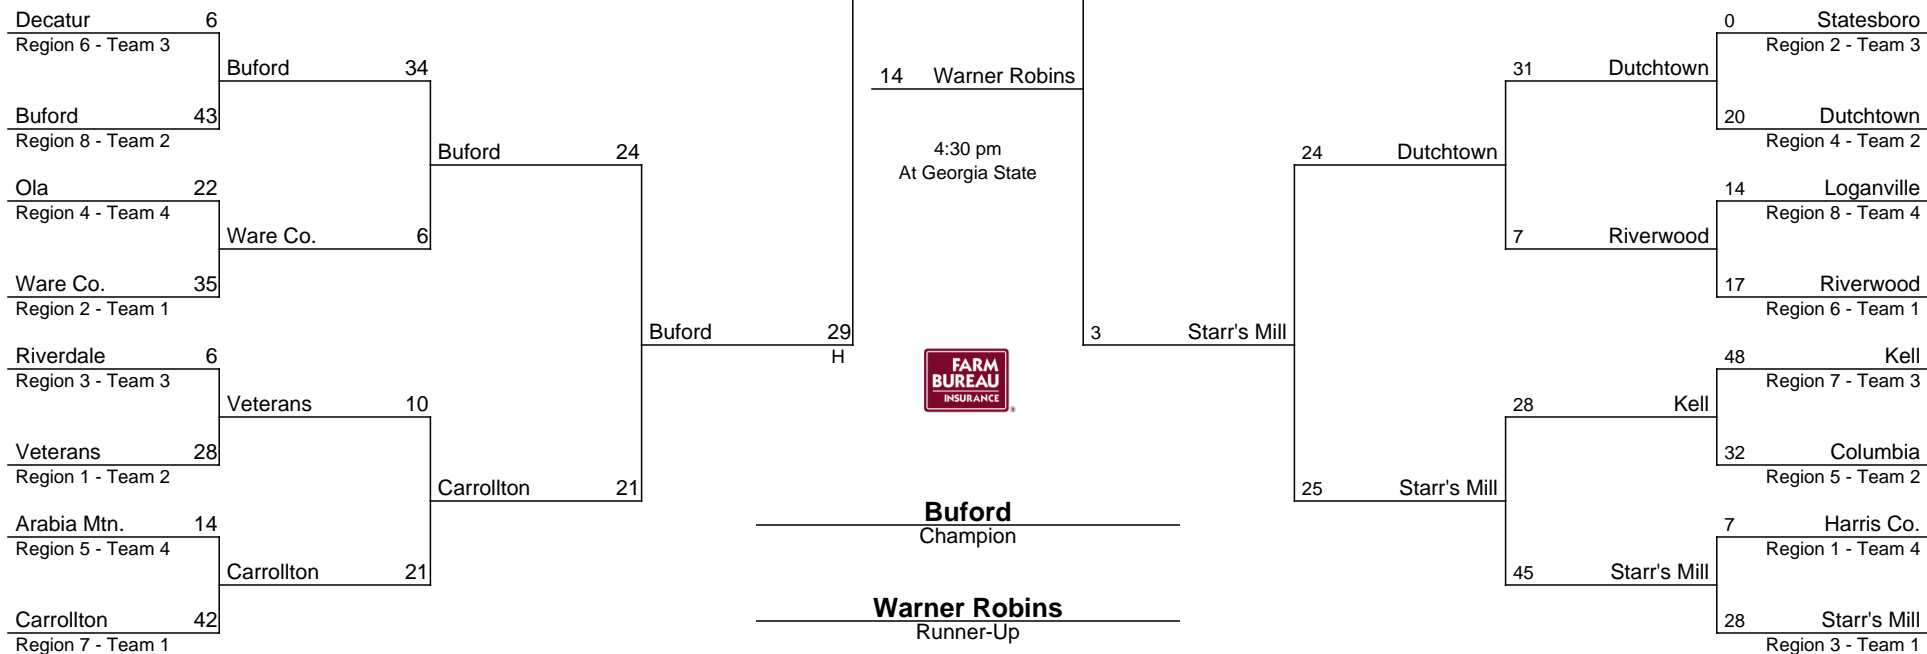 Decatur 6
Region 6 - Team 3
Buford 34
Buford 43
Region 8 - Team 2
Buford 24
Ola 22
Region 4 - Team 4
Ware Co. 6
Ware Co. 35
Region 2 - Team 1
Buford 29
H
Riverdale 6
Region 3 - Team 3
Veterans 10
Veterans 28
Region 1 - Team 2
Carrollton 21
Arabia Mtn. 14
Region 5 - Team 4
Carrollton 21
Carrollton 42
Region 7 - Team 1
14 Warner Robins
4:30 pm
At Georgia State
FARM
BUREAU
INSURANCE
®
Buford
Champion
Warner Robins
Runner-Up
0 Statesboro
Region 2 - Team 3
31 Dutchtown
20 Dutchtown
Region 4 - Team 2
24 Dutchtown
14 Loganville
Region 8 - Team 4
7 Riverwood
17 Riverwood
Region 6 - Team 1
3 Starr's Mill
48 Kell
Region 7 - Team 3
28 Kell
32 Columbia
Region 5 - Team 2
25 Starr's Mill
7 Harris Co.
Region 1 - Team 4
45 Starr's Mill
28 Starr's Mill
Region 3 - Team 1